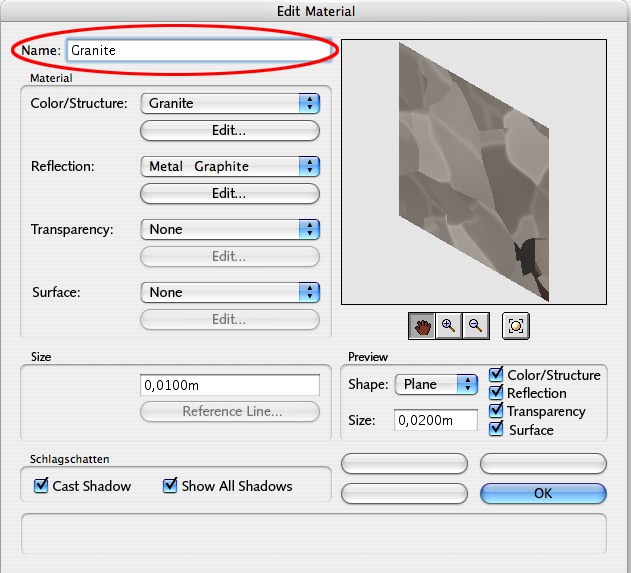 Edit Material
Name: Granite
Material
Color/Structure: Granite
Edit...
Reflection: Metal Graphite
Edit...
Transparency: None
Edit...
Surface: None
Edit...
Size
0,0100m
Reference Line...
Preview
Shape: Plane
Size: 0,0200m
Color/Structure
Reflection
Transparency
Surface
Schlagschatten
Cast Shadow
Show All Shadows
OK